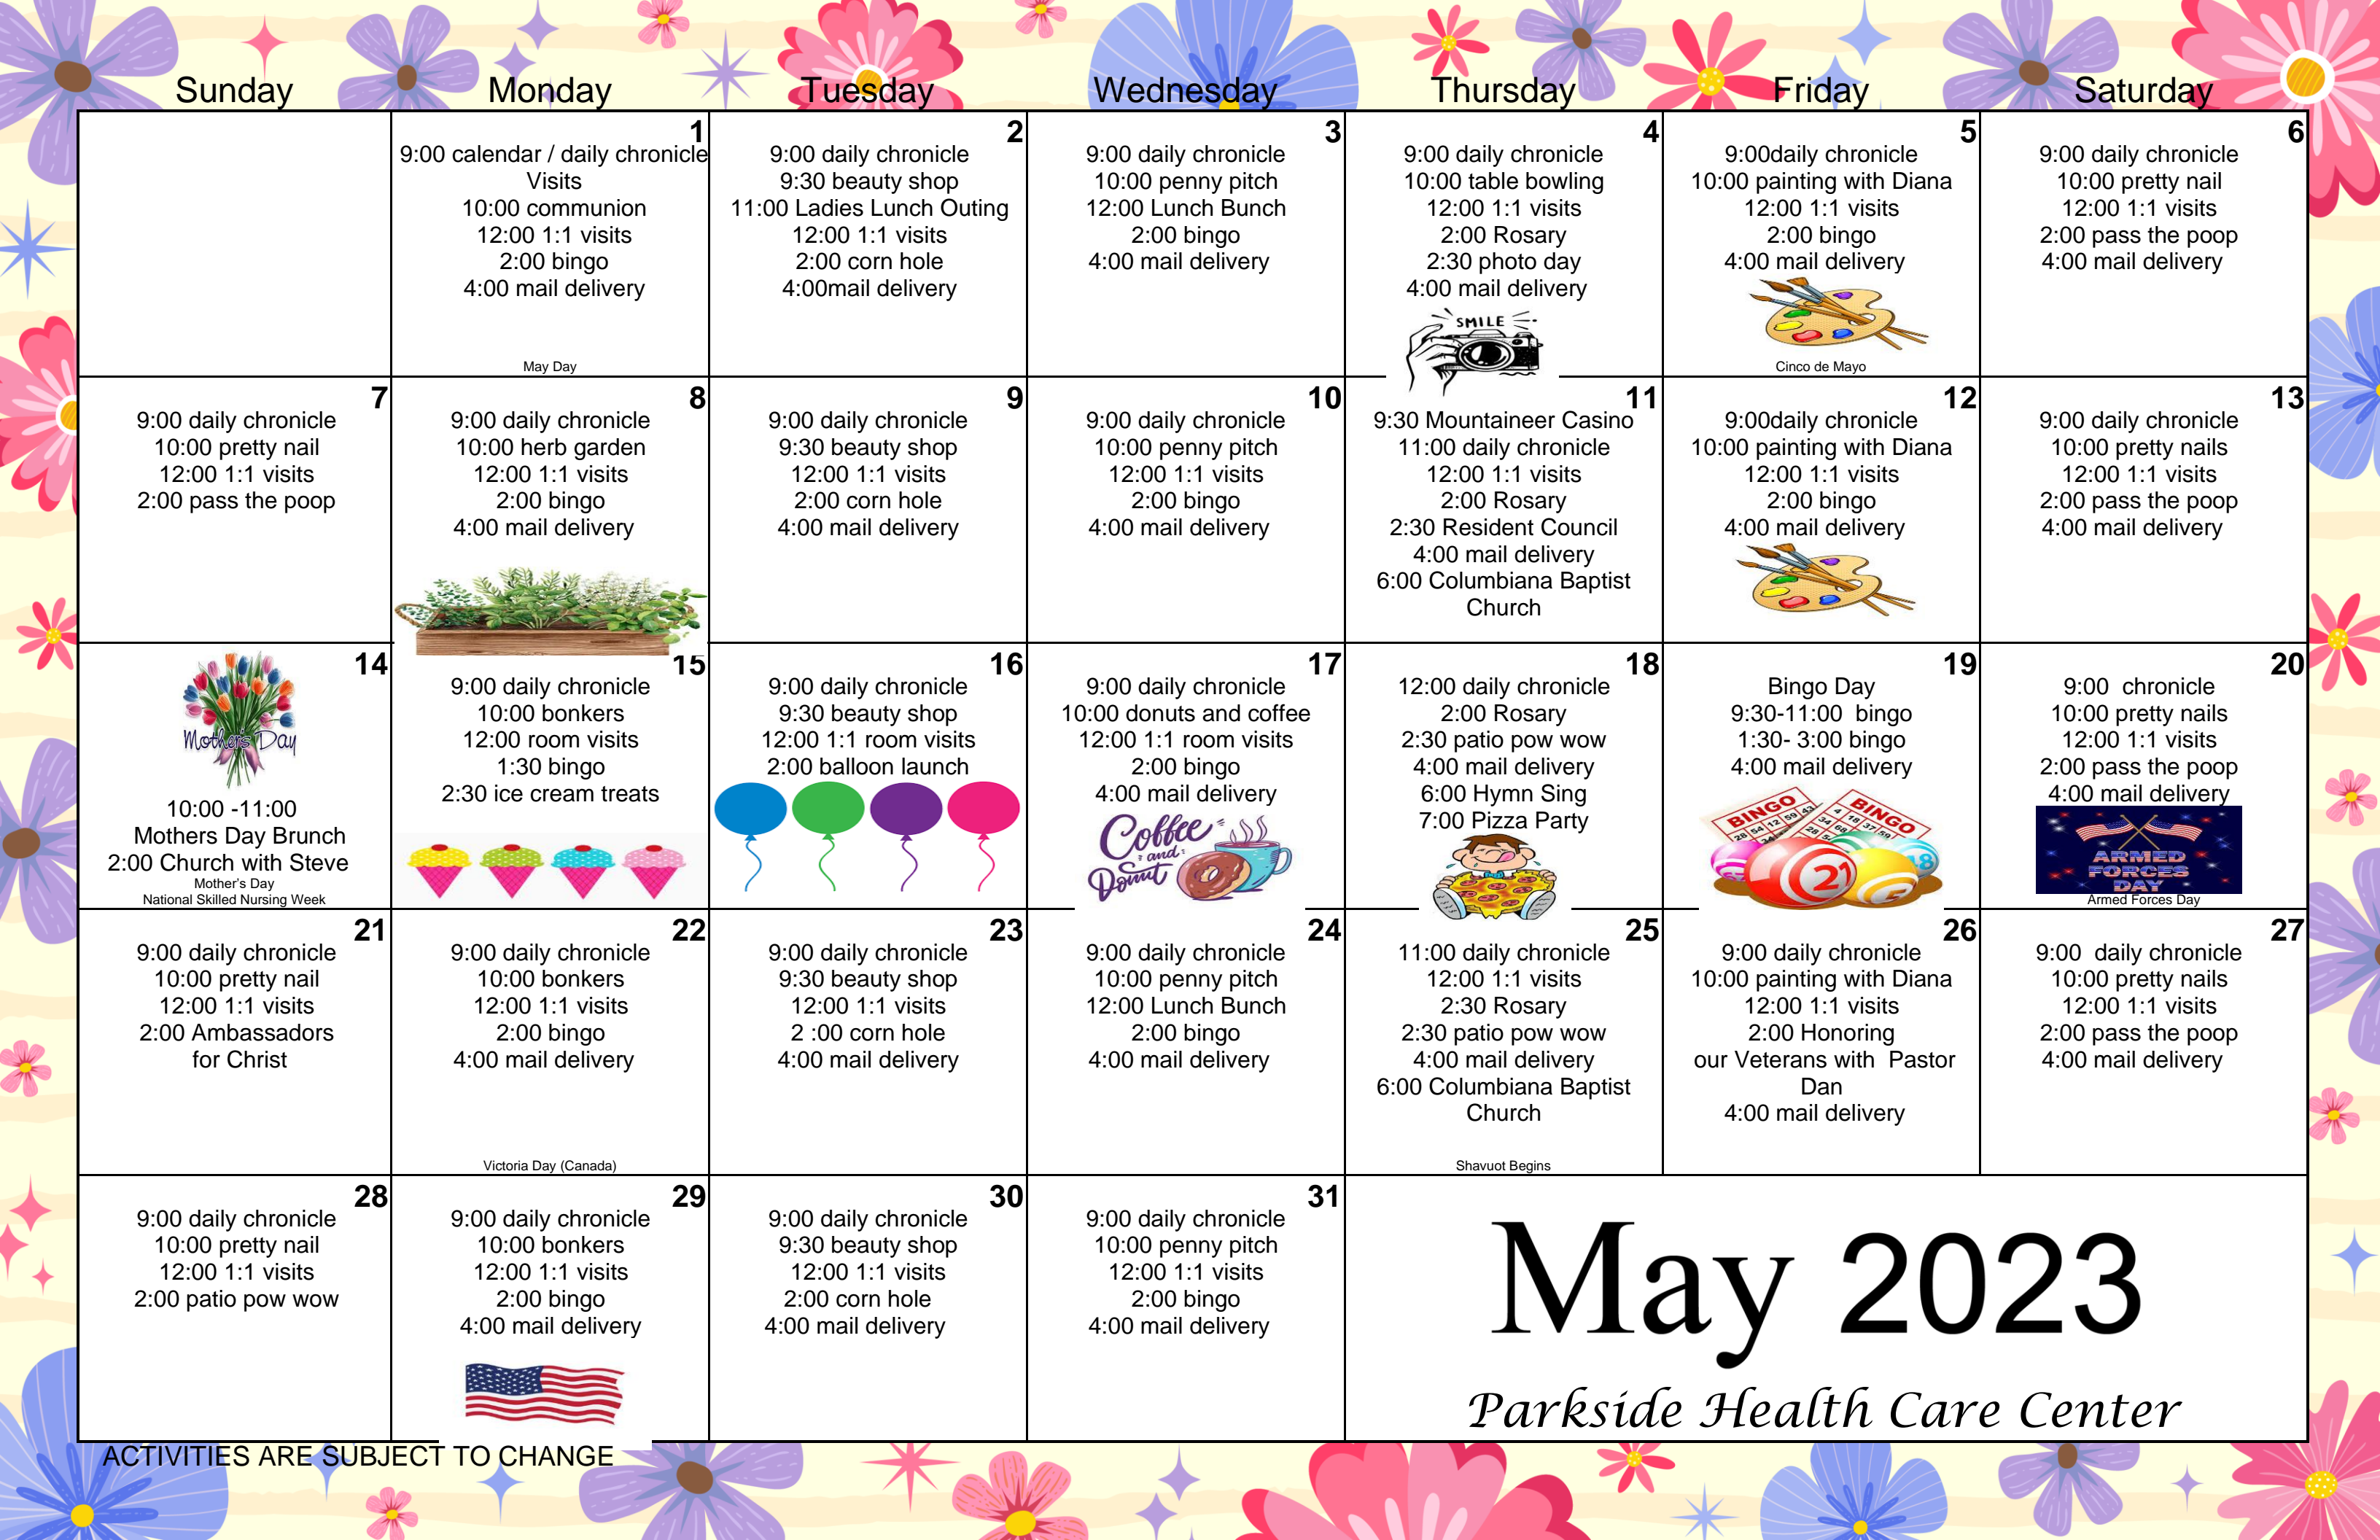 Sunday Monday Tuesday Wednesday Thursday Friday Saturday
1
9:00 calendar / daily chronicle
Visits
10:00 communion
12:00 1:1 visits
2:00 bingo
4:00 mail delivery
May Day
2
9:00 daily chronicle
9:30 beauty shop
11:00 Ladies Lunch Outing
12:00 1:1 visits
2:00 corn hole
4:00mail delivery
3
9:00 daily chronicle
10:00 penny pitch
12:00 Lunch Bunch
2:00 bingo
4:00 mail delivery
4
9:00 daily chronicle
10:00 table bowling
12:00 1:1 visits
2:00 Rosary
2:30 photo day
4:00 mail delivery
SMILE
5
9:00daily chronicle
10:00 painting with Diana
12:00 1:1 visits
2:00 bingo
4:00 mail delivery
Cinco de Mayo
6
9:00 daily chronicle
10:00 pretty nail
12:00 1:1 visits
2:00 pass the poop
4:00 mail delivery
7
9:00 daily chronicle
10:00 pretty nail
12:00 1:1 visits
2:00 pass the poop
8
9:00 daily chronicle
10:00 herb garden
12:00 1:1 visits
2:00 bingo
4:00 mail delivery
9
9:00 daily chronicle
9:30 beauty shop
12:00 1:1 visits
2:00 corn hole
4:00 mail delivery
10
9:00 daily chronicle
10:00 penny pitch
12:00 1:1 visits
2:00 bingo
4:00 mail delivery
11
9:30 Mountaineer Casino
11:00 daily chronicle
12:00 1:1 visits
2:00 Rosary
2:30 Resident Council
4:00 mail delivery
6:00 Columbiana Baptist
Church
12
9:00daily chronicle
10:00 painting with Diana
12:00 1:1 visits
2:00 bingo
4:00 mail delivery
13
9:00 daily chronicle
10:00 pretty nails
12:00 1:1 visits
2:00 pass the poop
4:00 mail delivery
14
Mother's Day
10:00 -11:00
Mothers Day Brunch
2:00 Church with Steve
Mother's Day
National Skilled Nursing Week
15
9:00 daily chronicle
10:00 bonkers
12:00 room visits
1:30 bingo
2:30 ice cream treats
16
9:00 daily chronicle
9:30 beauty shop
12:00 1:1 room visits
2:00 balloon launch
17
9:00 daily chronicle
10:00 donuts and coffee
12:00 1:1 room visits
2:00 bingo
4:00 mail delivery
Coffee
and
Donut
18
12:00 daily chronicle
2:00 Rosary
2:30 patio pow wow
4:00 mail delivery
6:00 Hymn Sing
7:00 Pizza Party
19
Bingo Day
9:30-11:00 bingo
1:30- 3:00 bingo
4:00 mail delivery
BINGO BINGO
21
20
9:00 chronicle
10:00 pretty nails
12:00 1:1 visits
2:00 pass the poop
4:00 mail delivery
ARMED
FORCES
DAY
Armed Forces Day
21
9:00 daily chronicle
10:00 pretty nail
12:00 1:1 visits
2:00 Ambassadors
for Christ
22
9:00 daily chronicle
10:00 bonkers
12:00 1:1 visits
2:00 bingo
4:00 mail delivery
Victoria Day (Canada)
23
9:00 daily chronicle
9:30 beauty shop
12:00 1:1 visits
2 :00 corn hole
4:00 mail delivery
24
9:00 daily chronicle
10:00 penny pitch
12:00 Lunch Bunch
2:00 bingo
4:00 mail delivery
25
11:00 daily chronicle
12:00 1:1 visits
2:30 Rosary
2:30 patio pow wow
4:00 mail delivery
6:00 Columbiana Baptist
Church
Shavuot Begins
26
9:00 daily chronicle
10:00 painting with Diana
12:00 1:1 visits
2:00 Honoring
our Veterans with Pastor
Dan
4:00 mail delivery
27
9:00 daily chronicle
10:00 pretty nails
12:00 1:1 visits
2:00 pass the poop
4:00 mail delivery
28
9:00 daily chronicle
10:00 pretty nail
12:00 1:1 visits
2:00 patio pow wow
29
9:00 daily chronicle
10:00 bonkers
12:00 1:1 visits
2:00 bingo
4:00 mail delivery
30
9:00 daily chronicle
9:30 beauty shop
12:00 1:1 visits
2:00 corn hole
4:00 mail delivery
31
9:00 daily chronicle
10:00 penny pitch
12:00 1:1 visits
2:00 bingo
4:00 mail delivery
May 2023
Parkside Health Care Center
ACTIVITIES ARE SUBJECT TO CHANGE